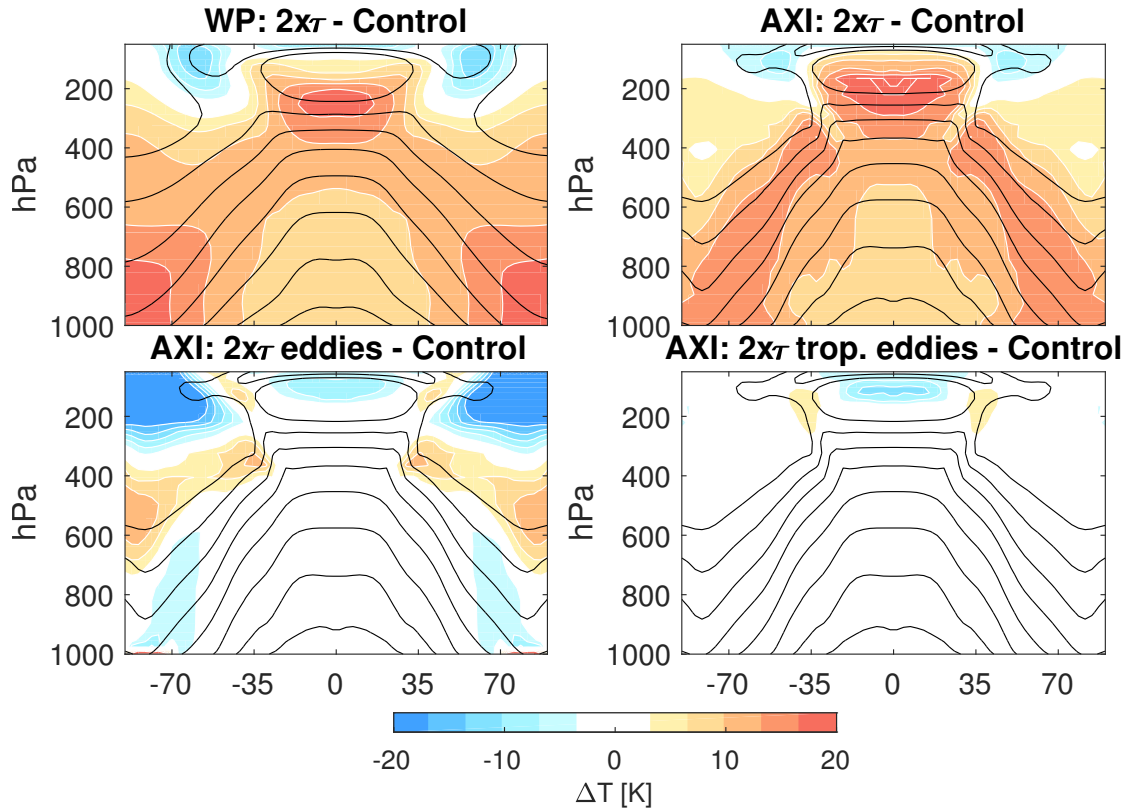 WP: 2xτ - Control
AXI: 2xτ - Control
hPa
200
400
600
800
1000
hPa
200
400
600
800
1000
AXI: 2xτ eddies - Control
AXI: 2xτ trop. eddies - Control
hPa
200
400
600
800
1000
-70 -35 0 35 70
hPa
200
400
600
800
1000
-70 -35 0 35 70
-20 -10 0 10 20
ΔT [K]